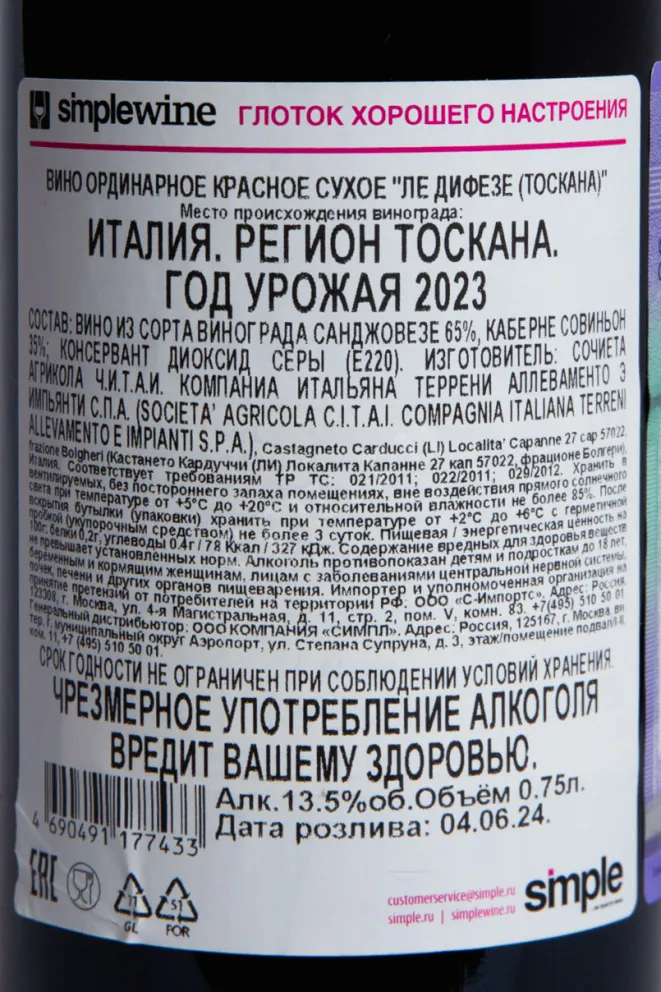 simplewine ГЛОТОК ХОРОШЕГО НАСТРОЕНИЯ
ВИНО ОРДИНАРНОЕ КРАСНОЕ СУХОЕ "ЛЕ ДИФЕЗЕ (ТОСКАНА)"
Место происхождения винограда:
ИТАЛИЯ. РЕГИОН ТОСКАНА.
ГОД УРОЖАЯ 2023
СОСТАВ: ВИНО ИЗ СОРТА ВИНОГРАДА САНДЖОВЕЗЕ 65%, КАБЕРНЕ СОВИНЬОН
35%; КОНСЕРВАНТ ДИОКСИД СЕРЫ (Е220). ИЗГОТОВИТЕЛЬ: СОЧИЕТА
АГРИКОЛА Ч.И.Т.А.И. КОМПАНИА ИТАЛЬЯНА ТЕРРЕНИ АЛЛЕВАМЕНТО Э
ИМПЬЯНТИ С.П.А. (SOCIETA' AGRICOLA C.I.T.A.I. COMPAGNIA ITALIANA TERRENI
ALLEVAMENTO E IMPIANTI S.P.A.), Castagneto Carducci (LI) Localita' Capanne 27 cap 57022,
frazione Bolgheri (Кастането Кардуччи (ЛИ) Локалита Капанне 27 кап 57022, фрационе Болгери),
Италия. Соответствует требованиям ТР ТС: 021/2011; 022/2011; 029/2012. Хранить в
вентилируемых, без постороннего запаха помещениях, вне воздействия прямого солнечного
света при температуре от +5°С до +20°С и относительной влажности не более 85%. После
вскрытия бутылки (упаковки) хранить при температуре от +2°С до +6°С с герметичной
пробкой (укупорочным средством) не более 3 суток. Пищевая / энергетическая ценность на
100г: белки 0,2г, углеводы 0.4г / 78 Ккал / 327 кДж. Содержание вредных для здоровья веществ
не превышает установленных норм. Алкоголь противопоказан детям и подросткам до 18 лет,
беременным и кормящим женщинам, лицам с заболеваниями центральной нервной системы,
почек, печени и других органов пищеварения. Импортер и уполномоченная организация на
принятие претензий от потребителей на территории РФ: ООО «С-Импортс». Адрес: Россия,
123308, г. Москва, ул. 4-я Магистральная, д. 11, стр. 2, пом. V, комн. 83. +7(495) 510 50 01
Генеральный дистрибьютор: ООО КОМПАНИЯ «СИМПЛ». Адрес: Россия, 125167, г. Москва, вн.
тер. г. муниципальный округ Аэропорт, ул. Степана Супруна, д. 3, этаж/помещение подвал/I-II,
ком. 11, +7 (495) 510 50 01.
СРОК ГОДНОСТИ НЕ ОГРАНИЧЕН ПРИ СОБЛЮДЕНИИ УСЛОВИЙ ХРАНЕНИЯ.
ЧРЕЗМЕРНОЕ УПОТРЕБЛЕНИЕ АЛКОГОЛЯ
ВРЕДИТ ВАШЕМУ ЗДОРОВЬЮ.
Алк.13.5%об.Объём 0.75л.
Дата розлива: 04.06.24.
4 690491 177433
EAC
71
GL
51
FOR
customerservice@simple.ru
simple.ru | simplewine.ru
simple